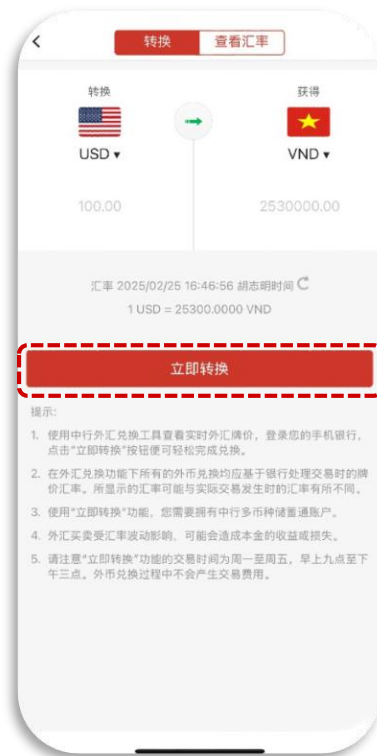 转换 查看汇率
转换 获得
USD ▾ VND ▾
100.00 2530000.00
汇率 2025/02/25 16:46:56 胡志明时间
1 USD = 25300.0000 VND
立即转换
提示:
1. 使用中行外汇兑换工具查看实时外汇牌价，登录您的手机银行，
点击“立即转换”按钮便可轻松完成兑换。
2. 在外汇兑换功能下所有的外币兑换均应基于银行处理交易时的牌
价汇率。所显示的汇率可能与实际交易发生时的汇率有所不同。
3. 使用“立即转换”功能，您需要拥有中行多币种储蓄通账户。
4. 外汇买卖受汇率波动影响，可能会造成本金的收益或损失。
5. 请注意“立即转换”功能的交易时间为周一至周五，早上九点至下
午三点。外币兑换过程中不会产生交易费用。